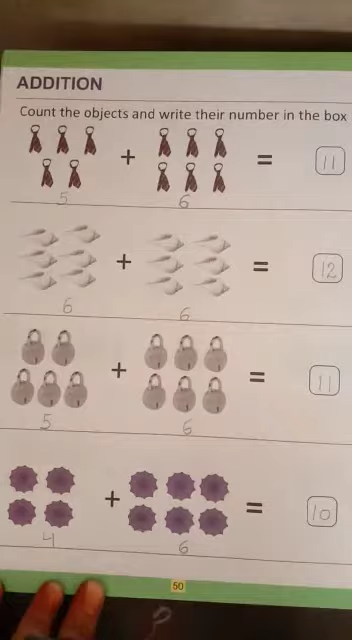 ADDITION
Count the objects and write their number in the box
+ = 11
5 6
+ = 12
6 6
+ = 11
5 6
+ = 10
4 6
50